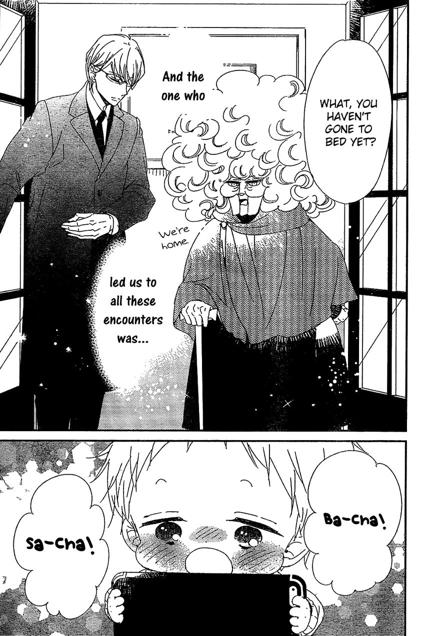 WHAT, YOU
HAVEN'T
GONE TO
BED YET?
And the
one who
We're
home
led us to
all these
encounters
was...
Ba-cha!
Sa-cha!